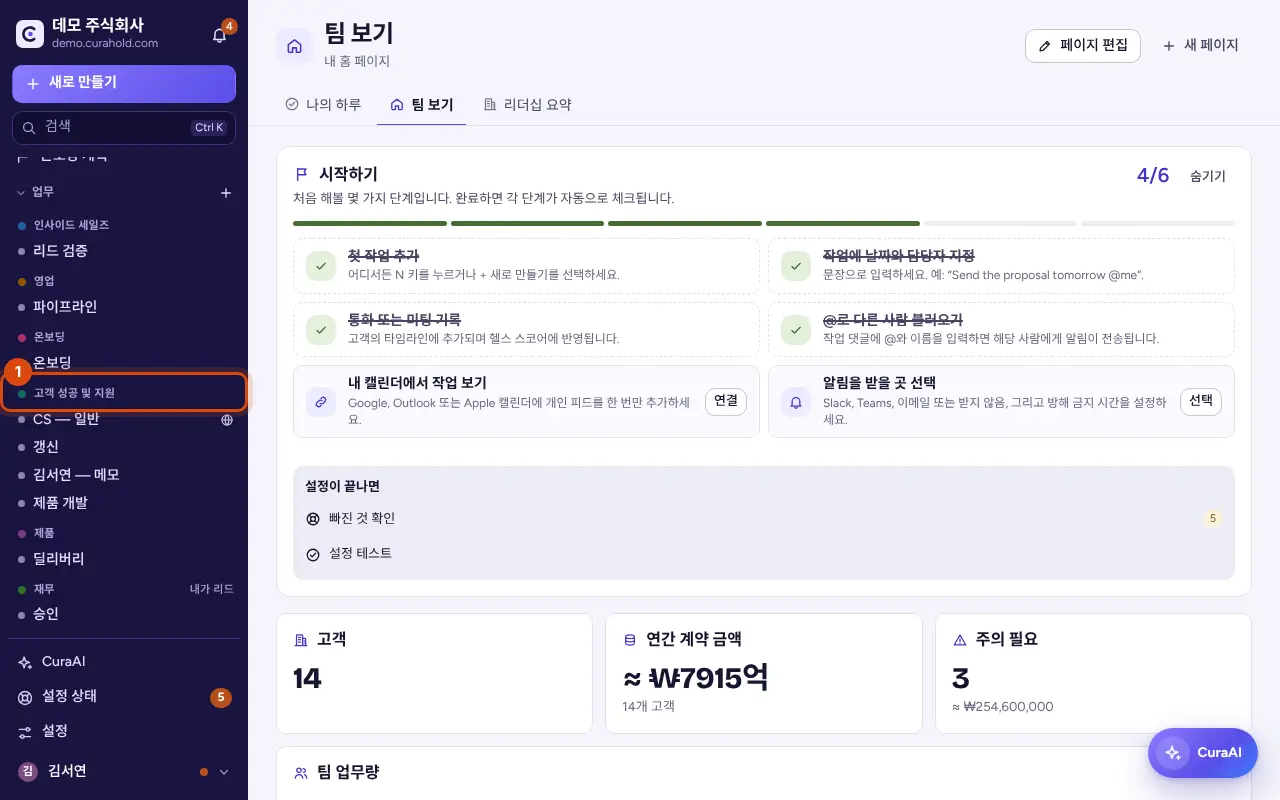 데모 주식회사
demo.curahold.com
4
새로 만들기
검색
Ctrl K
업무
인사이드 세일즈
리드 검증
영업
파이프라인
온보딩
온보딩
1
고객 성공 및 지원
CS — 일반
갱신
김서연 — 메모
제품 개발
제품
딜리버리
재무
내가 리드
승인
CuraAI
설정 상태
5
설정
김
김서연
팀 보기
내 홈 페이지
페이지 편집
새 페이지
나의 하루
팀 보기
리더십 요약
시작하기
4/6
숨기기
처음 해볼 몇 가지 단계입니다. 완료하면 각 단계가 자동으로 체크됩니다.
첫 작업 추가
어디서든 N 키를 누르거나 + 새로 만들기를 선택하세요.
작업에 날짜와 담당자 지정
문장으로 입력하세요. 예: “Send the proposal tomorrow @me”.
통화 또는 미팅 기록
고객의 타임라인에 추가되며 헬스 스코어에 반영됩니다.
@로 다른 사람 불러오기
작업 댓글에 @와 이름을 입력하면 해당 사람에게 알림이 전송됩니다.
내 캘린더에서 작업 보기
Google, Outlook 또는 Apple 캘린더에 개인 피드를 한 번만 추가하세
요.
연결
알림을 받을 곳 선택
Slack, Teams, 이메일 또는 받지 않음, 그리고 방해 금지 시간을 설정하
세요.
선택
설정이 끝나면
빠진 것 확인
5
설정 테스트
고객
14
연간 계약 금액
≈ ₩7915억
14개 고객
주의 필요
3
≈ ₩254,600,000
팀 업무량
CuraAI